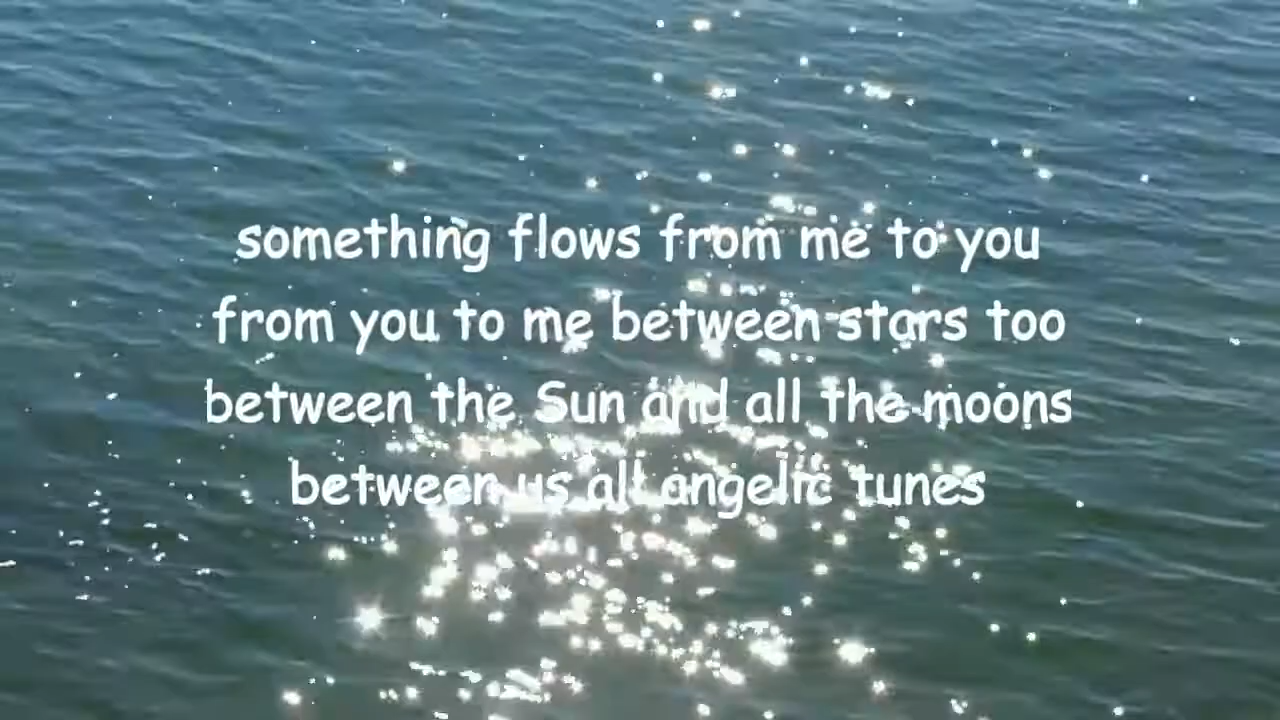 something flows from me to you
from you to me between stars too
between the Sun and all the moons
between us all angelic tunes